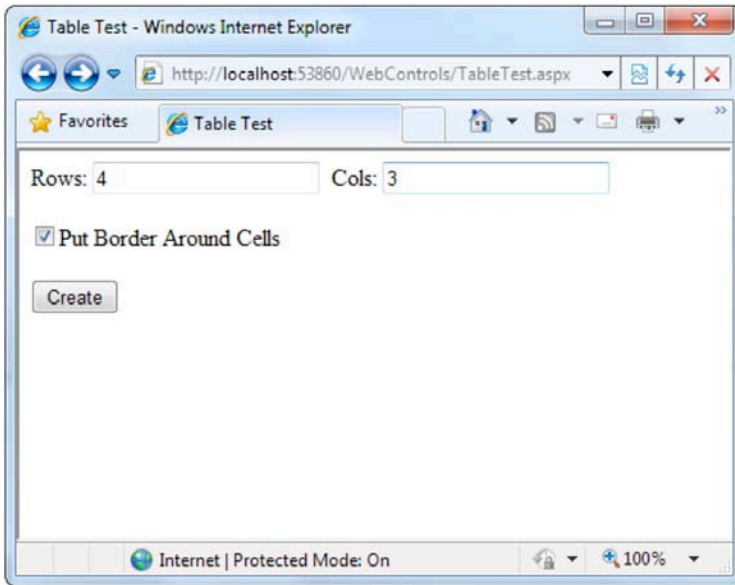 Table Test - Windows Internet Explorer
http://localhost:53860/WebControls/TableTest.aspx
Favorites Table Test
Rows: 4 Cols: 3
Put Border Around Cells
Create
Internet | Protected Mode: On 100%